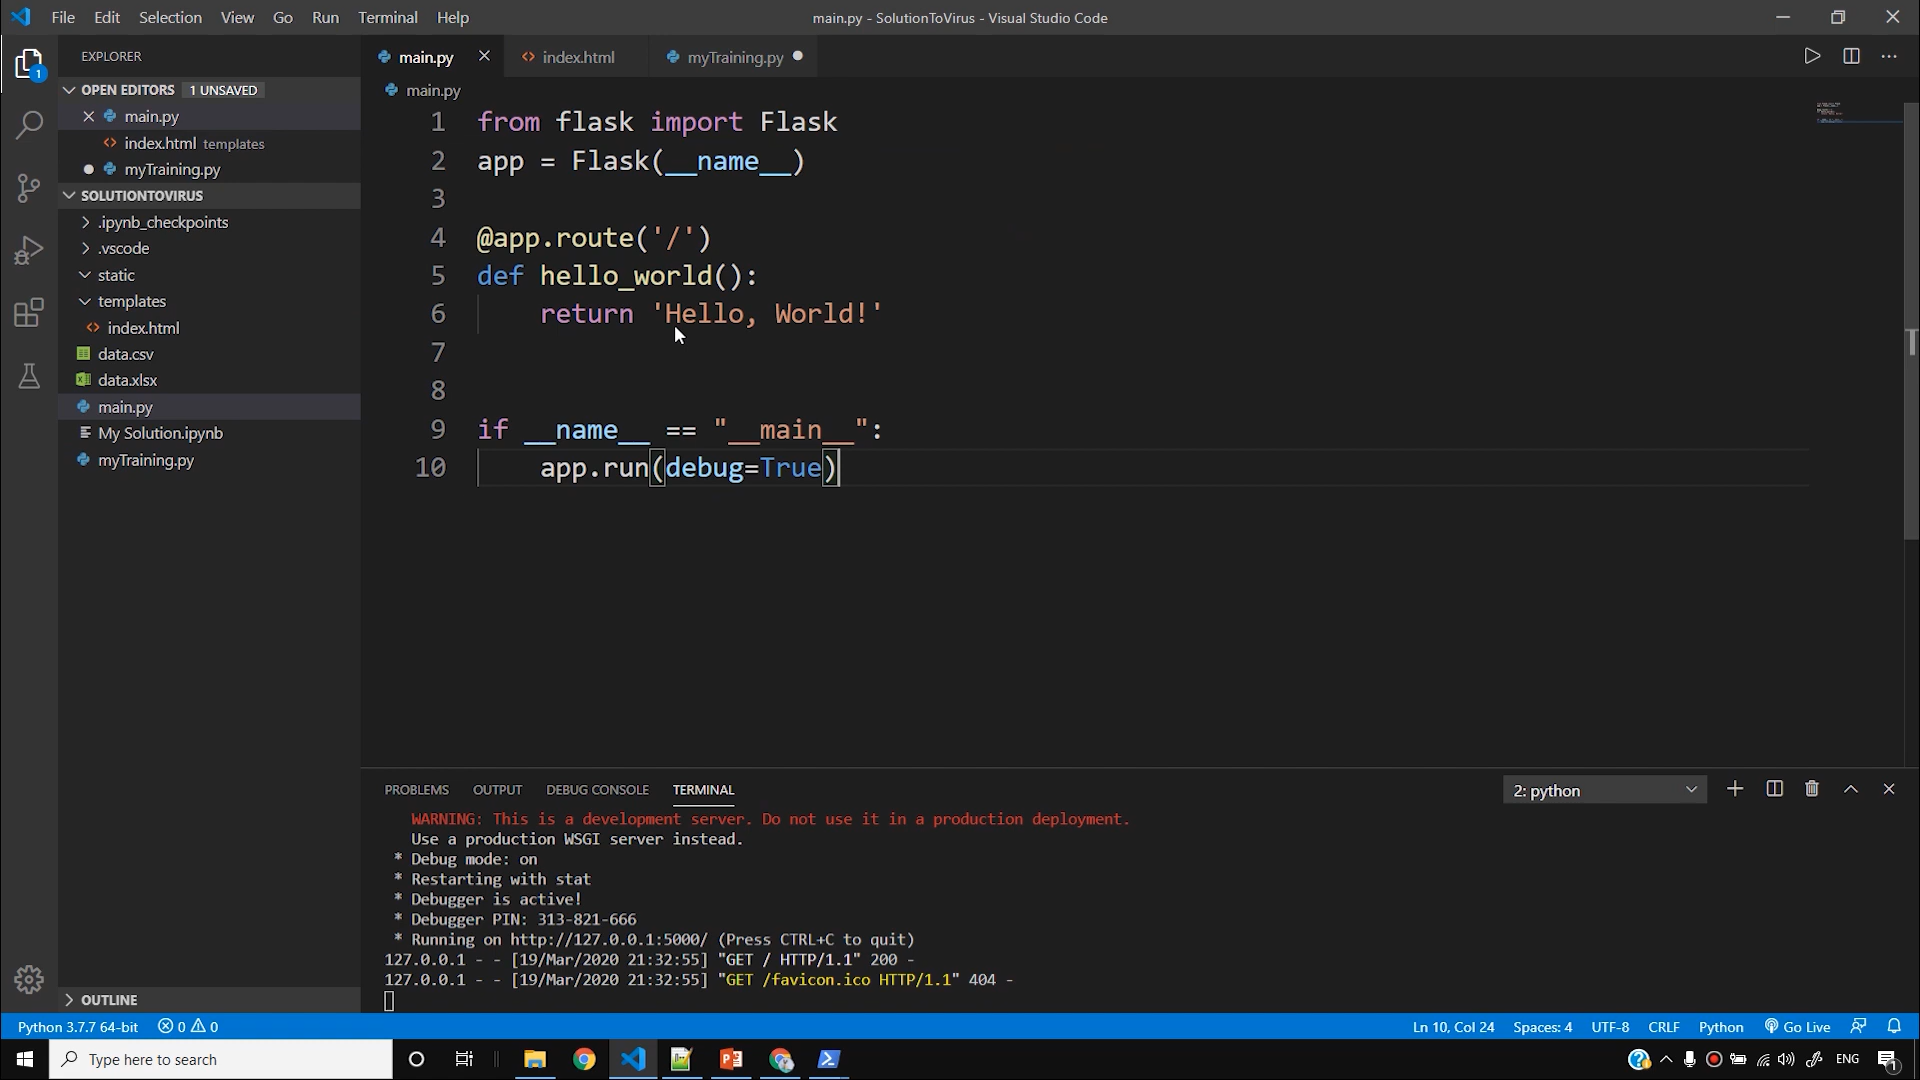 File Edit Selection View Go Run Terminal Help
main.py - SolutionToVirus - Visual Studio Code
EXPLORER
OPEN EDITORS 1 UNSAVED
main.py
index.html templates
myTraining.py
SOLUTIONTOVIRUS
.ipynb_checkpoints
.vscode
static
templates
index.html
data.csv
data.xlsx
main.py
My Solution.ipynb
myTraining.py
OUTLINE
main.py index.html myTraining.py
main.py
1 from flask import Flask
2 app = Flask(__name__)
3
4 @app.route('/')
5 def hello_world():
6 return 'Hello, World!'
7
8
9 if __name__ == "__main__":
10 app.run(debug=True)
PROBLEMS OUTPUT DEBUG CONSOLE TERMINAL
2: python
WARNING: This is a development server. Do not use it in a production deployment.
Use a production WSGI server instead.
* Debug mode: on
* Restarting with stat
* Debugger is active!
* Debugger PIN: 313-821-666
* Running on http://127.0.0.1:5000/ (Press CTRL+C to quit)
127.0.0.1 - - [19/Mar/2020 21:32:55] "GET / HTTP/1.1" 200 -
127.0.0.1 - - [19/Mar/2020 21:32:55] "GET /favicon.ico HTTP/1.1" 404 -
Python 3.7.7 64-bit 0 0
Ln 10, Col 24 Spaces: 4 UTF-8 CRLF Python Go Live
Type here to search
ENG
1